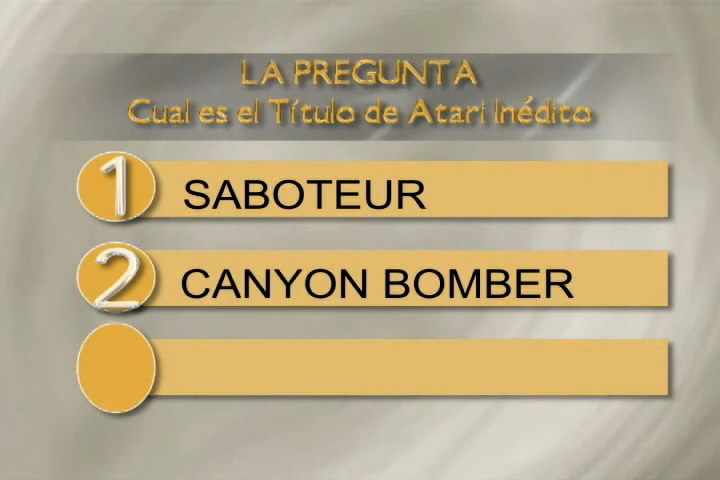 LA PREGUNTA
Cual es el Título de Atari Inédito
1 SABOTEUR
2 CANYON BOMBER